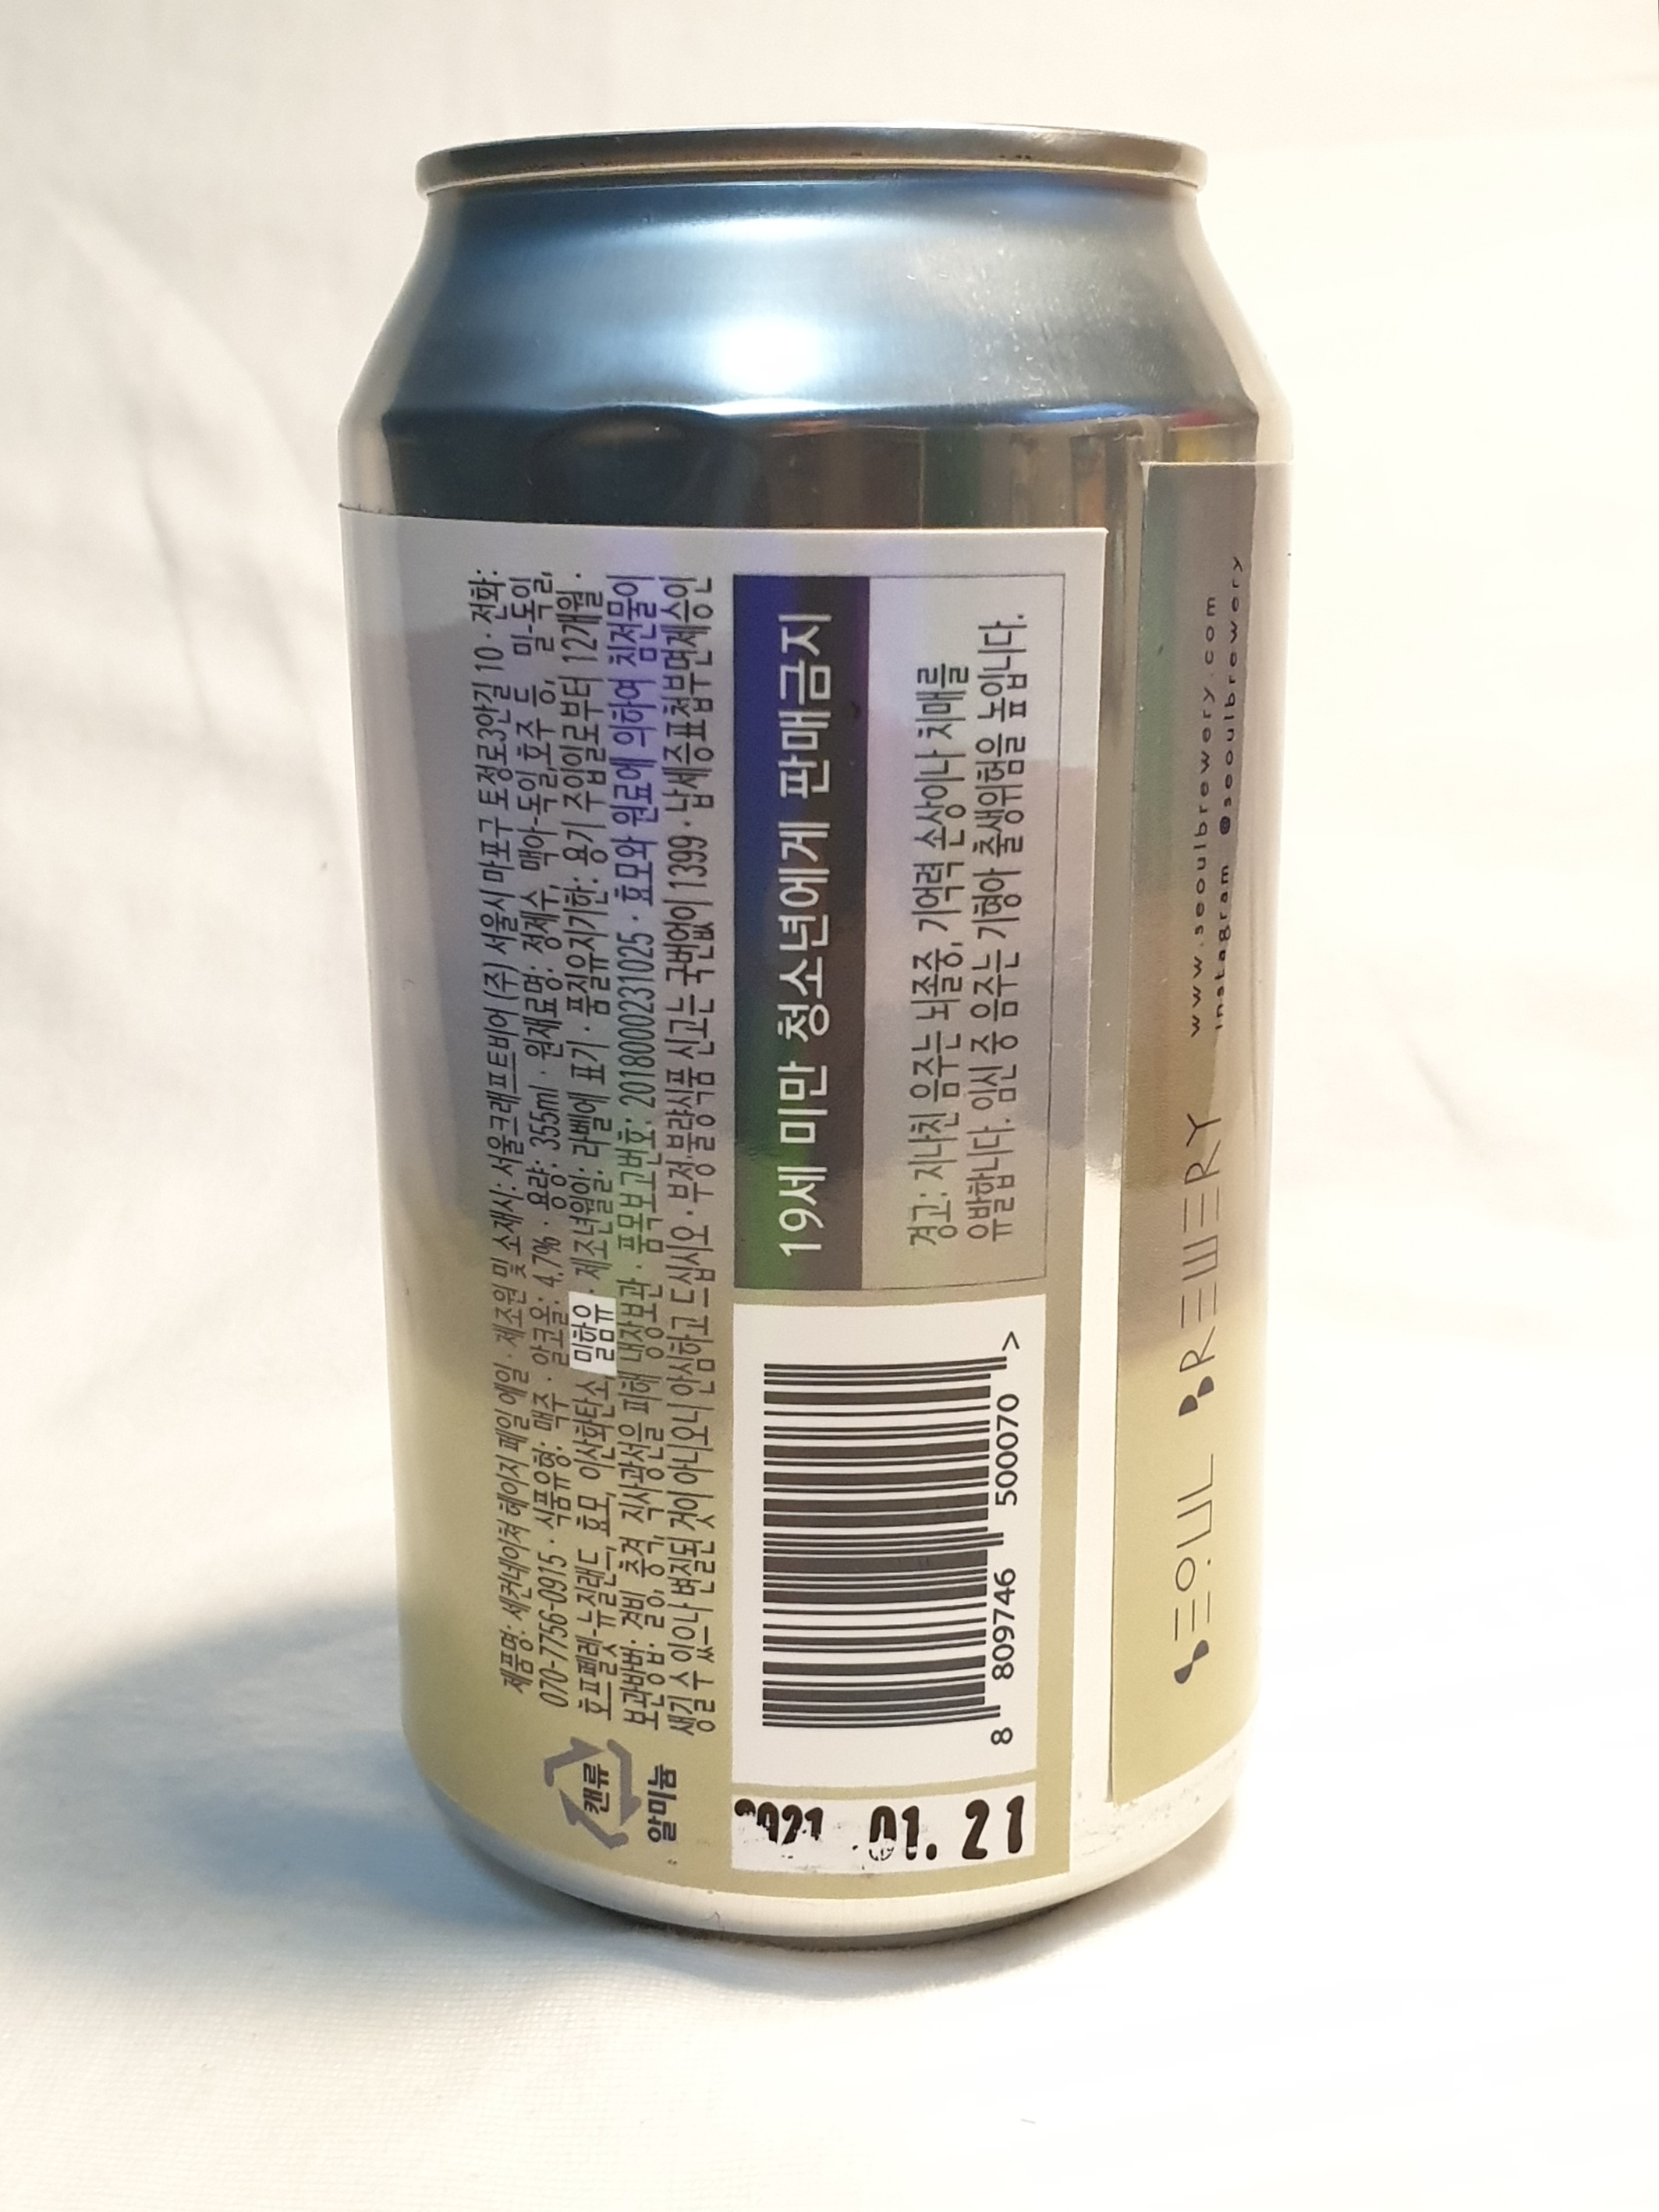 제품명: 세컨네이쳐 헤이지 페일 에일 · 제조원 및 소재시: 서울크래프트비어 (주) 서울시 마포구 토정로3안길 10 · 전화:
070-7756-0915 · 식품유형: 맥주 · 알코올: 4.7% · 용량: 355ml · 원재료명: 정제수, 맥아-독일,호주 등, 밀-독일,
호프펠렛-뉴질랜드, 효모, 이산화탄소 밀함유 · 제조년월일: 라벨에 표기 · 품질유지기한: 용기 주입일로부터 12개월 ·
보관방법: 겹비 충격, 직사광선을 피해 냉장보관 · 품목보고번호: 2018000231025 · 효모와 원료에 의하여 침전물이
생길 수 있으나 변질된 것이 아니오니 안심하고 드십시오 · 부정·불량식품 신고는 국번없이 1399 · 납세증표첩부면제승인
캔류
알미늄
19세 미만 청소년에게 판매금지
경고: 지나친 음주는 뇌졸중, 기억력 손상이나 치매를
유발합니다. 임신 중 음주는 기형아 출생위험을 높입니다.
8 809746 500070 >
2021 01. 21
SEOUL BREWERY
www.seoulbrewery.com
instagram @seoulbrewery